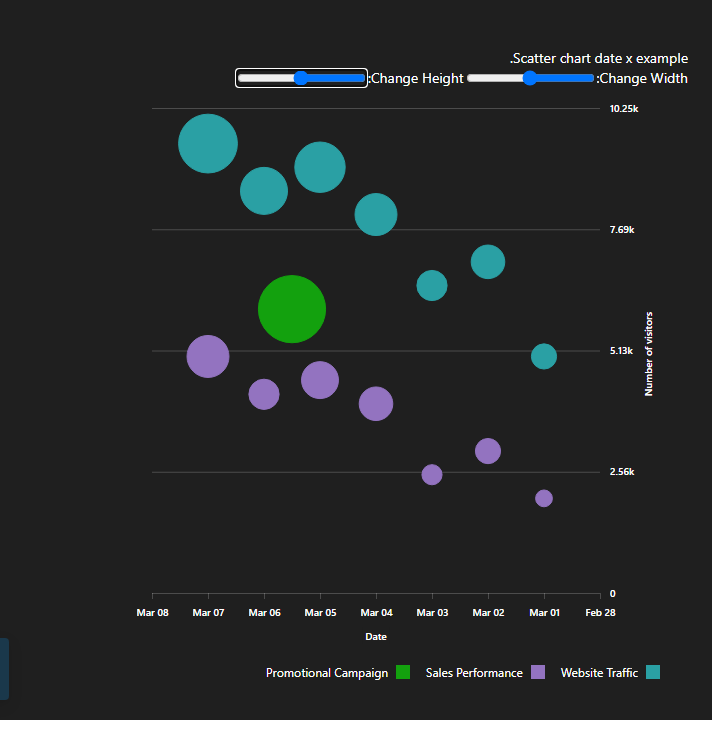 .Scatter chart date x example
:Change Width
:Change Height
10.25k
7.69k
5.13k
2.56k
0
Number of visitors
Mar 08 Mar 07 Mar 06 Mar 05 Mar 04 Mar 03 Mar 02 Mar 01 Feb 28
Date
Promotional Campaign Sales Performance Website Traffic